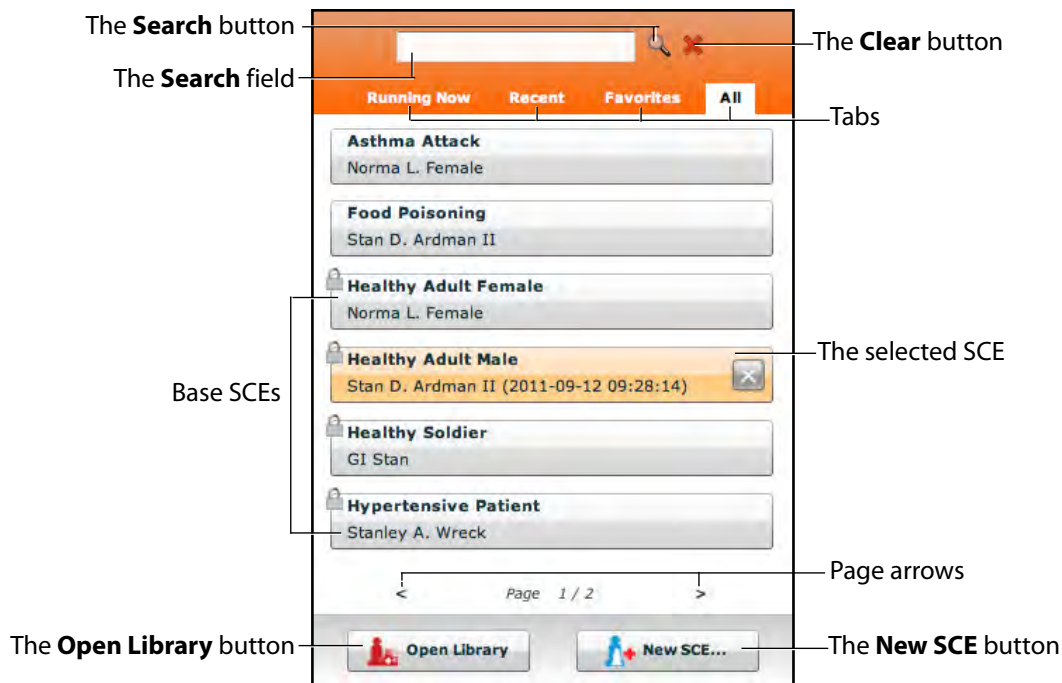 The Search button
The Clear button
The Search field
Running Now Recent Favorites All
Tabs
Asthma Attack
Norma L. Female
Food Poisoning
Stan D. Ardman II
Healthy Adult Female
Norma L. Female
Healthy Adult Male
The selected SCE
Stan D. Ardman II (2011-09-12 09:28:14)
Base SCEs
Healthy Soldier
GI Stan
Hypertensive Patient
Stanley A. Wreck
Page arrows
< Page 1 / 2 >
The Open Library button
Open Library
New SCE...
The New SCE button